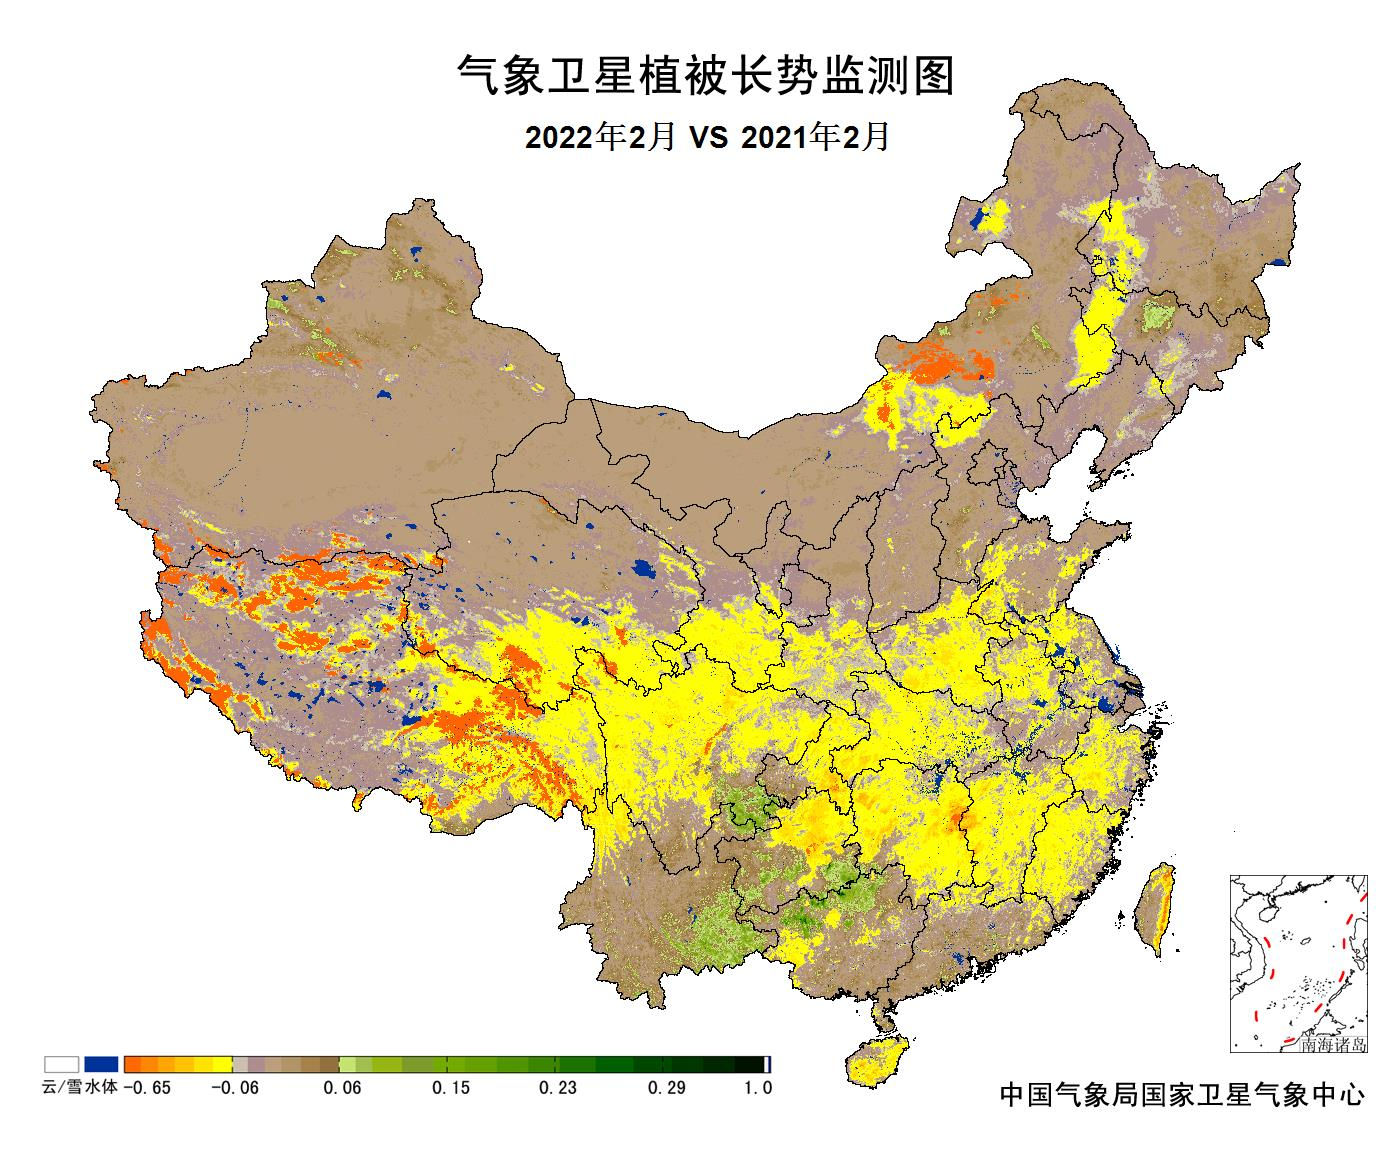 气象卫星植被长势监测图
2022年2月 VS 2021年2月
南海诸岛
云/雪 水体 -0.65 -0.06 0.06 0.15 0.23 0.29 1.0
中国气象局国家卫星气象中心